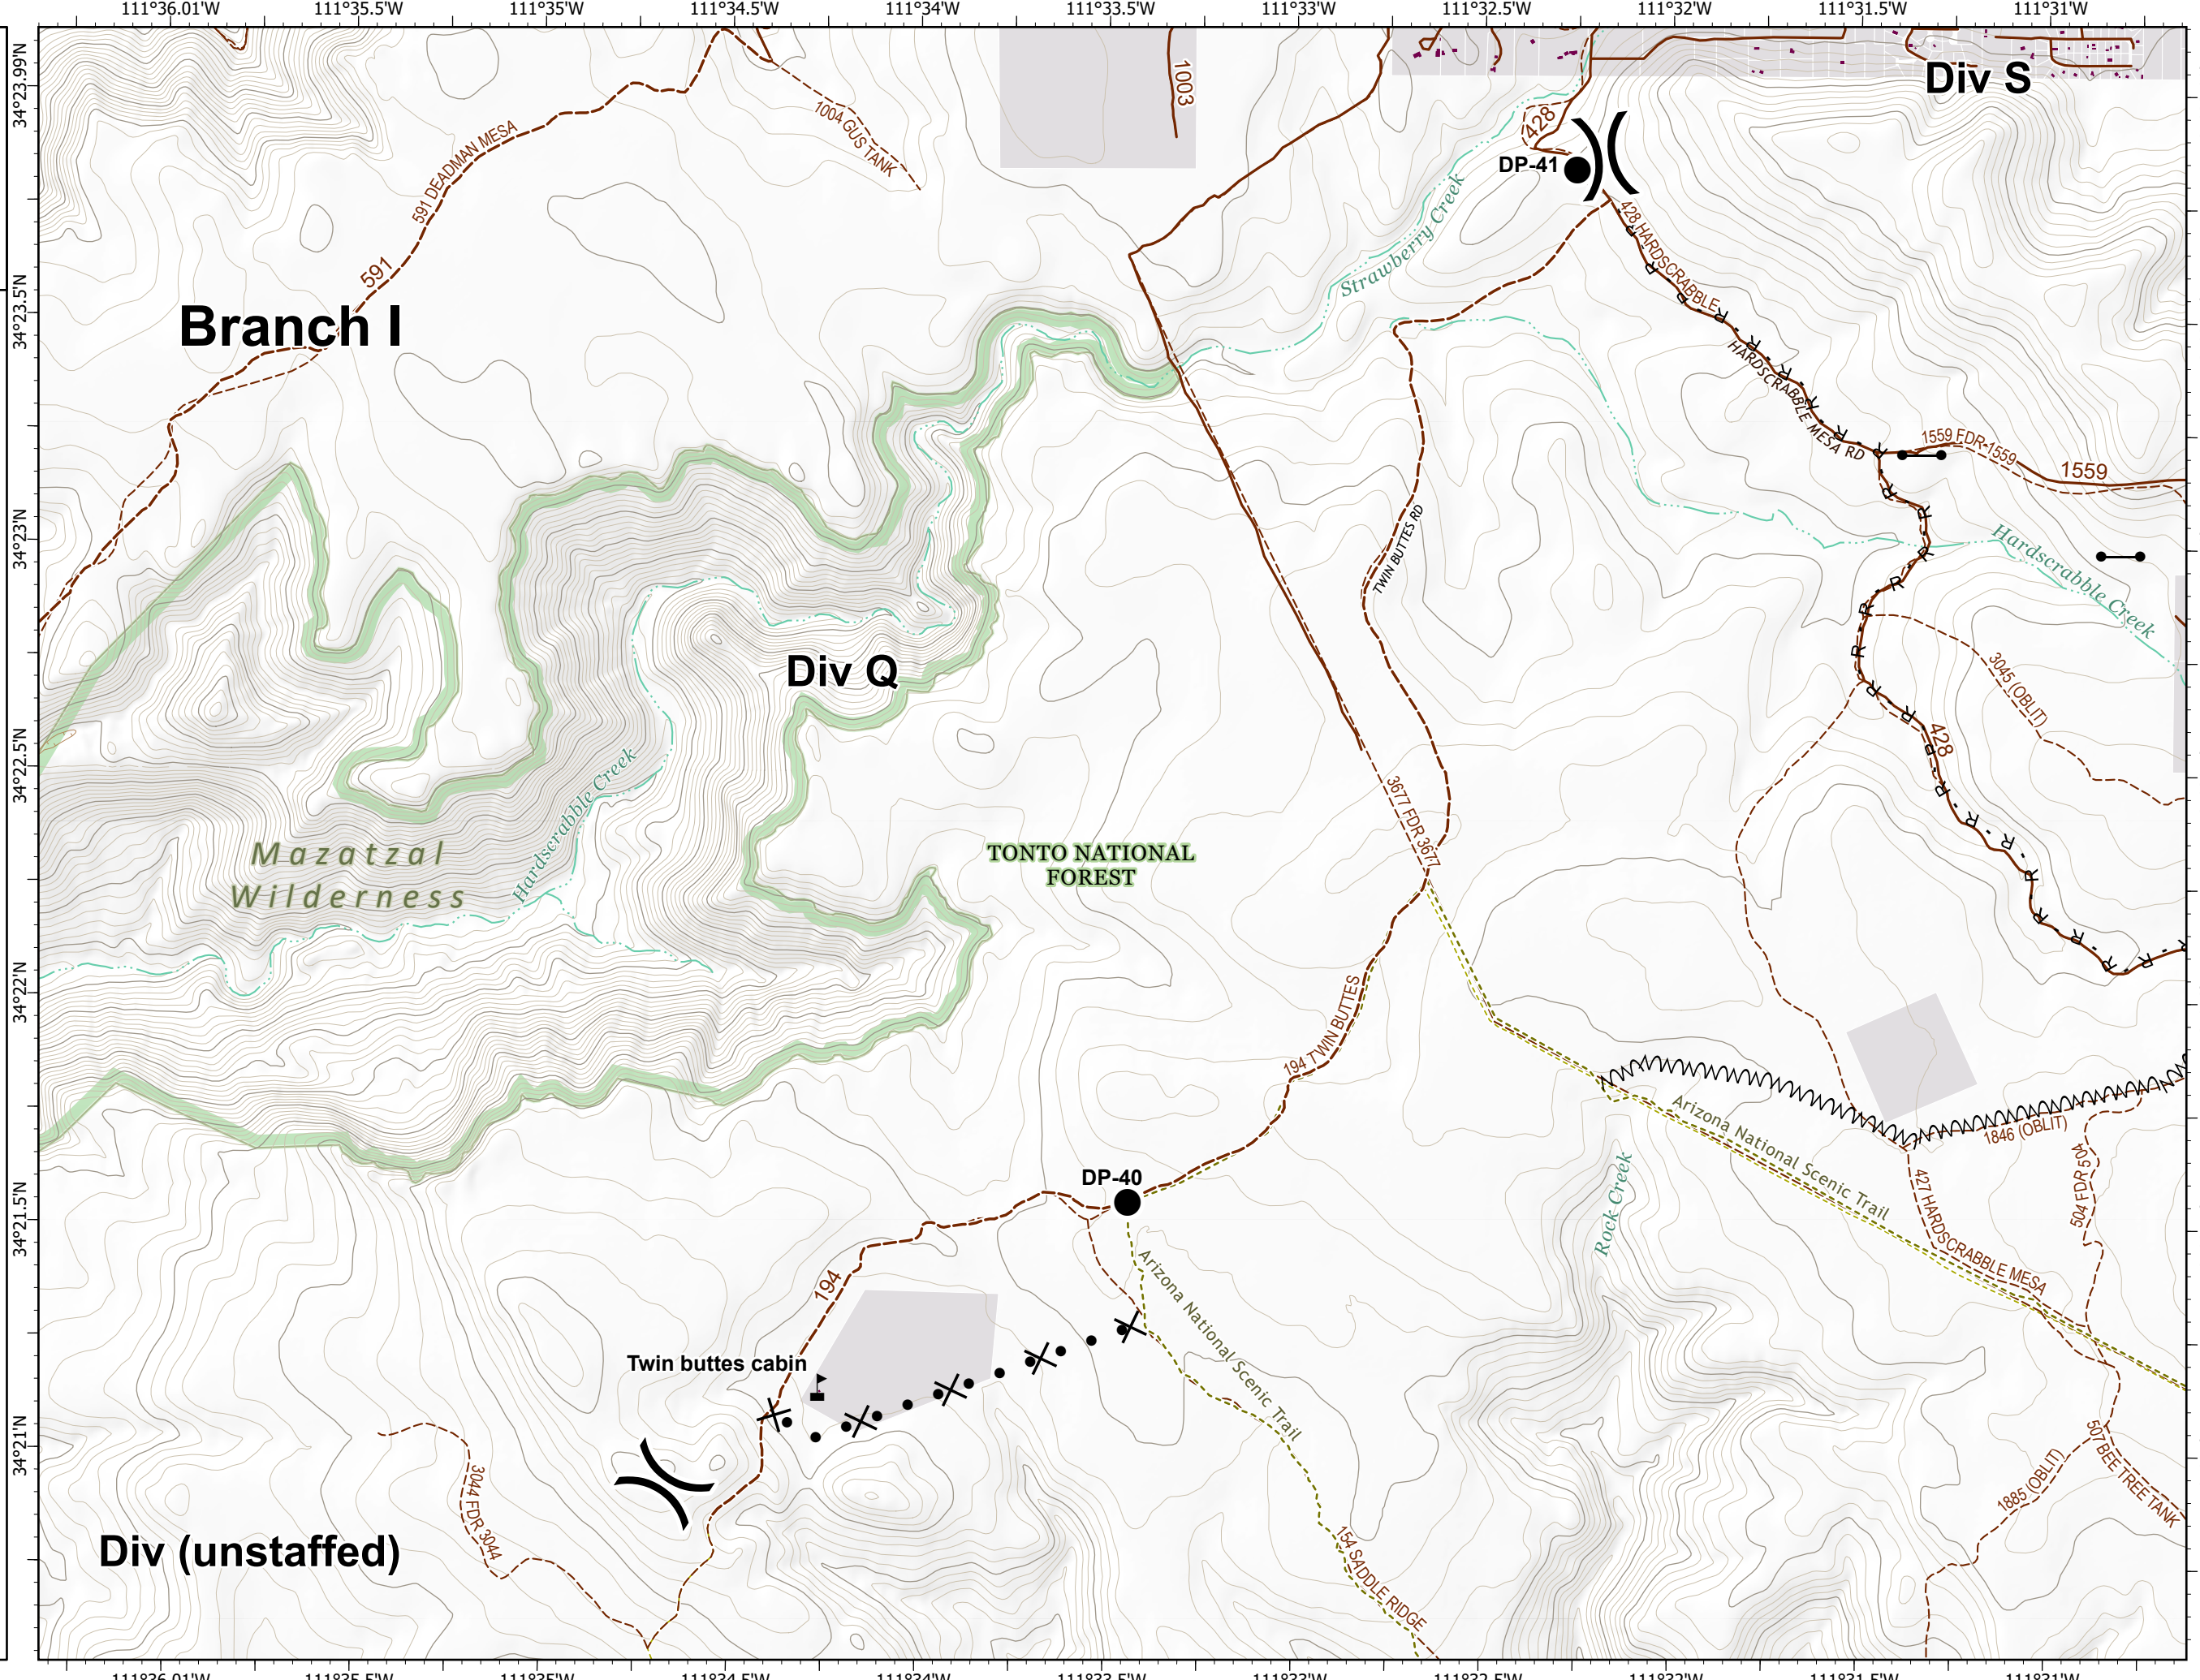 111°36.01'W
111°35.5'W
111°35'W
111°34.5'W
111°34'W
111°33.5'W
111°33'W
111°32.5'W
111°32'W
111°31.5'W
111°31'W
34°23.99'N
34°23.5'N
34°23'N
34°22.5'N
34°22'N
34°21.5'N
34°21'N
Div S
1003
1004 GUS TANK
591 DEADMAN MESA
428
DP-41
Strawberry Creek
428 HARDSCRABBLE
591
Branch I
HARDSCRABBLE MESA RD
1559 FDR-1559
1559
TWIN BUTTES RD
Hardscrabble Creek
Div Q
3045 (OBLIT)
428
Hardscrabble Creek
3677 FDR 3677
Mazatzal
Wilderness
TONTO NATIONAL
FOREST
194 TWIN BUTTES
Arizona National Scenic Trail
1846 (OBLIT)
504 FDR 504
Rock Creek
DP-40
427 HARDSCRABBLE MESA
194
Arizona National Scenic Trail
Twin buttes cabin
3044 FDR 3044
507 BEE TREE TANK
1885 (OBLIT)
Div (unstaffed)
154 SADDLE RIDGE
R R R R R R R R R R R R R R R R R R R R R R R R R R R R